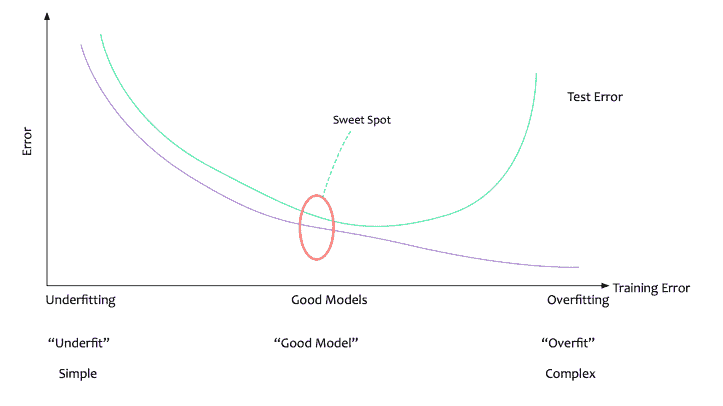 Test Error
Sweet Spot
Error
Training Error
Underfitting
Good Models
Overfitting
“Underfit”
“Good Model”
“Overfit”
Simple
Complex